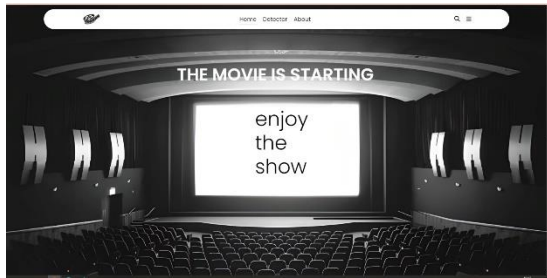 Home Detector About
THE MOVIE IS STARTING
enjoy
the
show